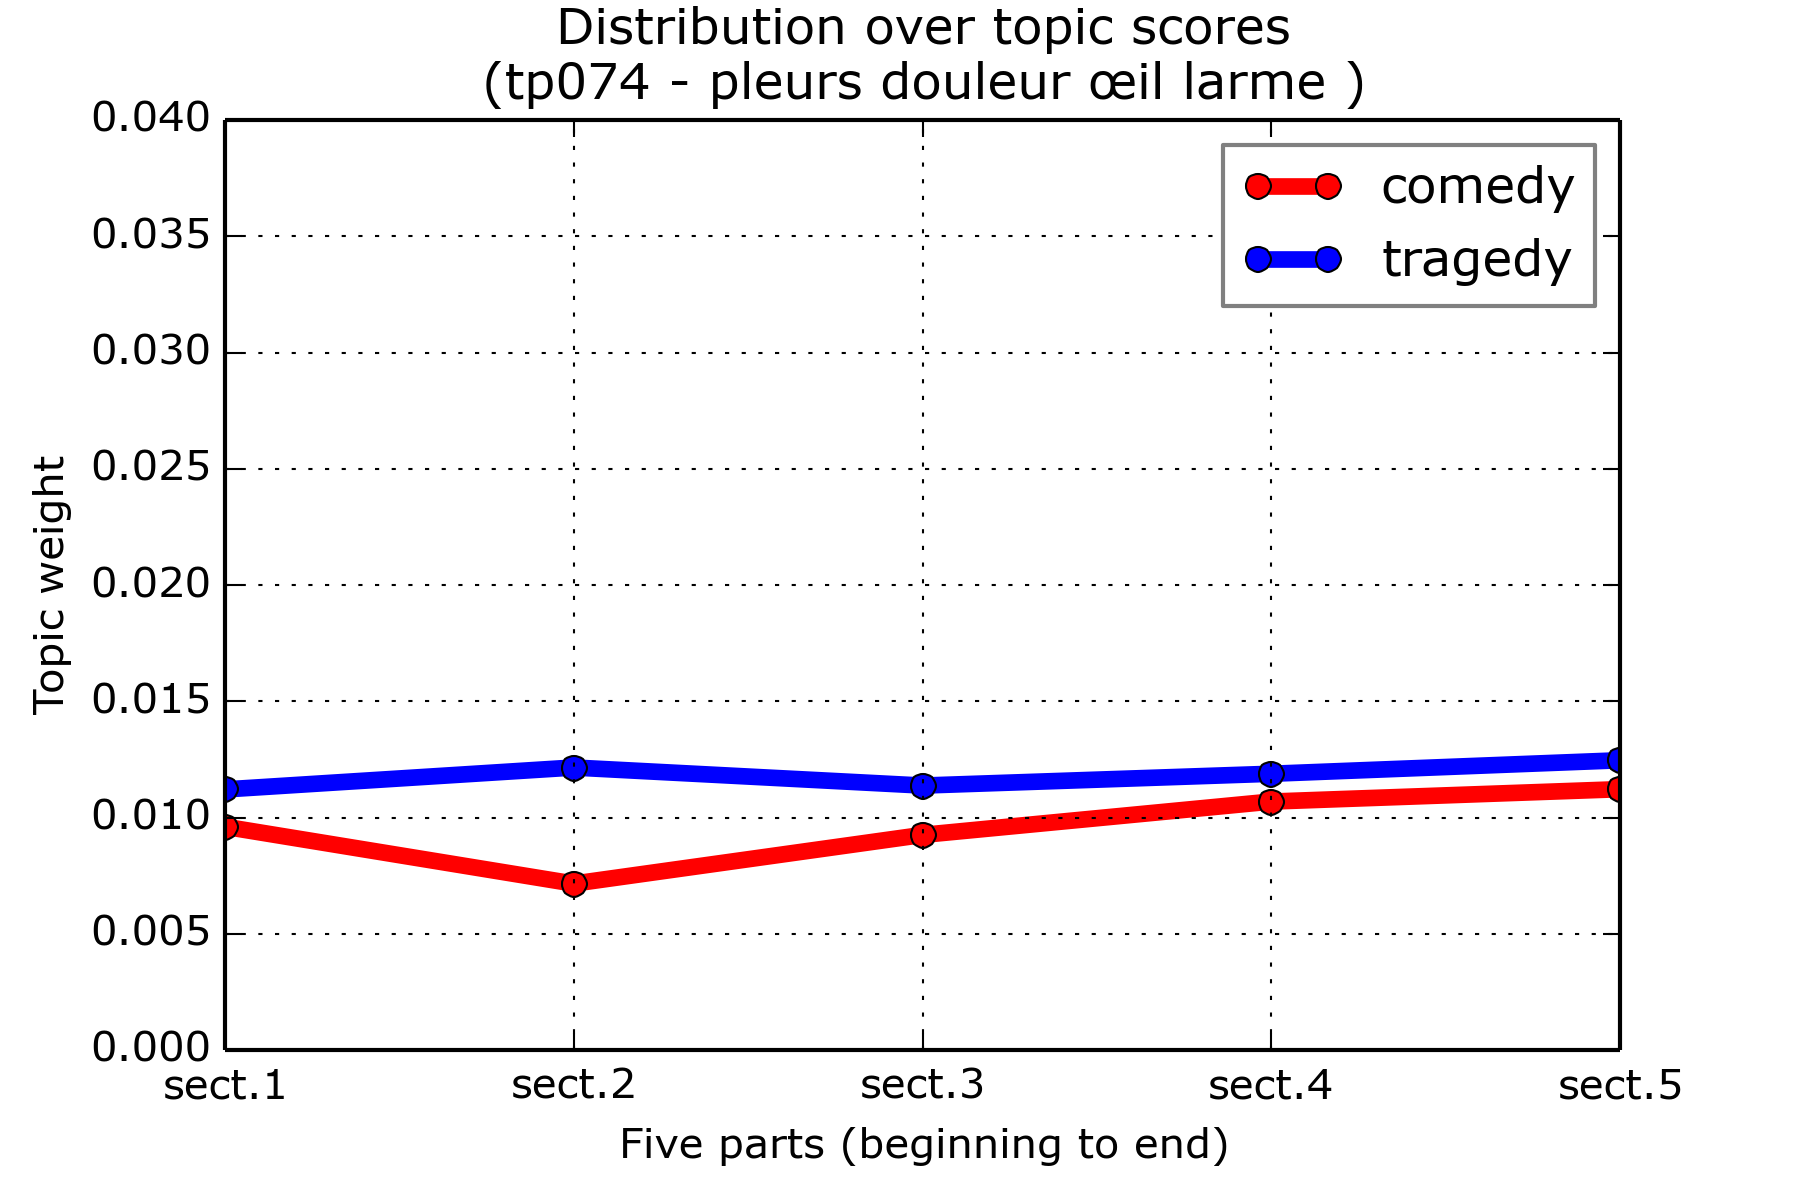 Distribution over topic scores
(tp074 - pleurs douleur œil larme )
0.040
0.035
0.030
0.025
0.020
0.015
0.010
0.005
0.000
Topic weight
comedy
tragedy
sect.1 sect.2 sect.3 sect.4 sect.5
Five parts (beginning to end)